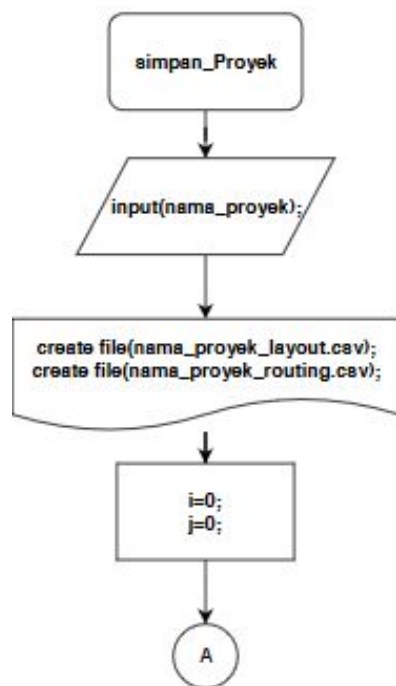 simpan_Proyek
input(nama_proyek);
create file(nama_proyek_layout.csv);
create file(nama_proyek_routing.csv);
i=0;
j=0;
A